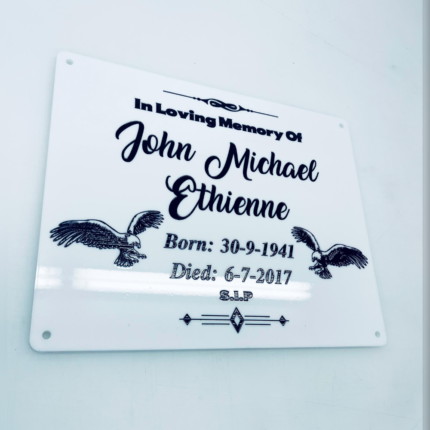 In Loving Memory Of
John Michael
Ethienne
Born: 30-9-1941
Died: 6-7-2017
S.I.P